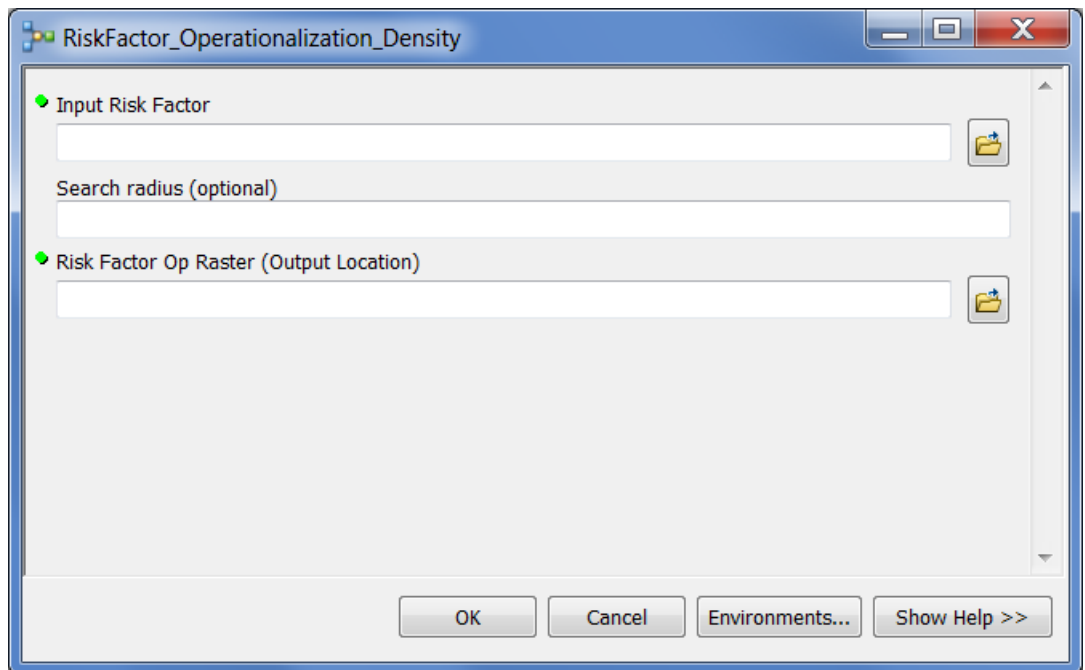 RiskFactor_Operationalization_Density
Input Risk Factor
Search radius (optional)
Risk Factor Op Raster (Output Location)
OK Cancel Environments... Show Help >>